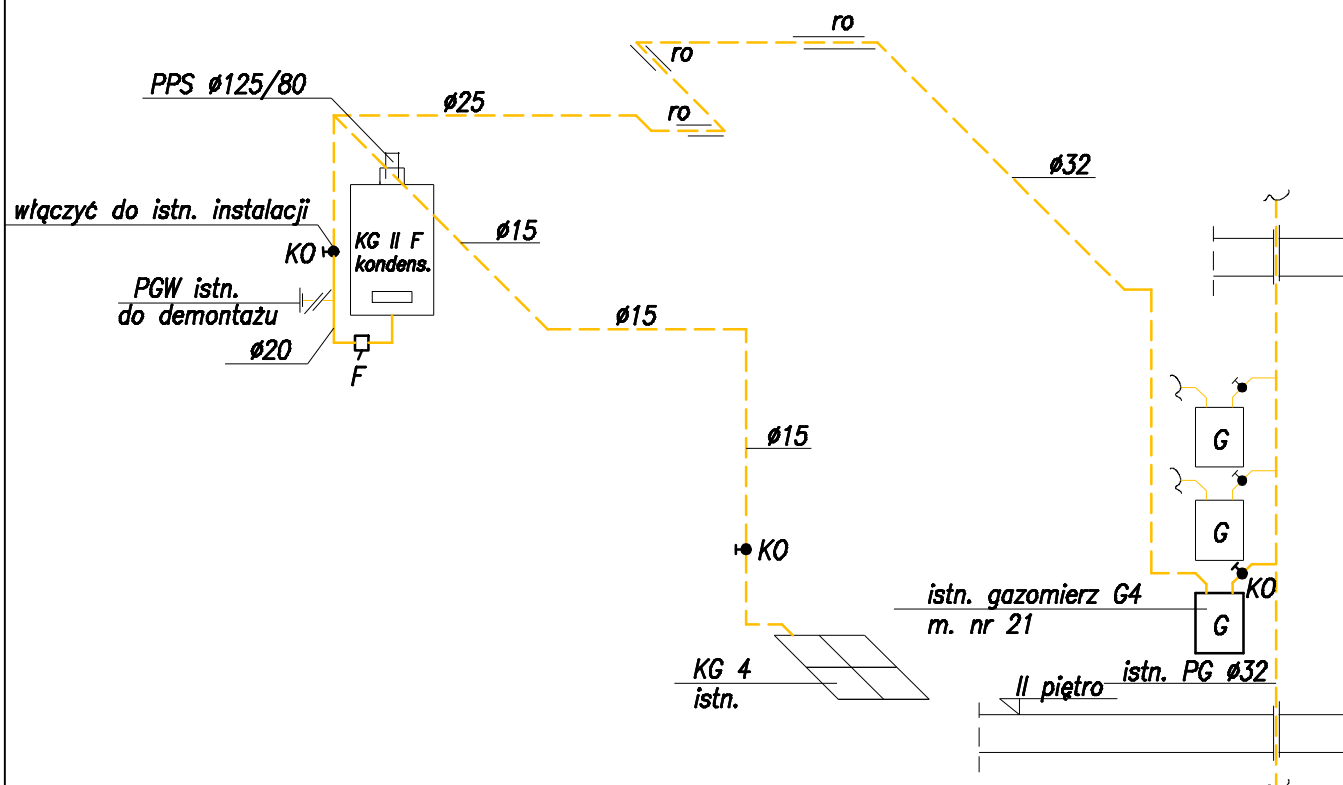 ro
ro
PPS ø125/80
ø25
ro
ø32
włączyć do istn. instalacji
ø15
KO
KG II F
kondens.
PGW istn.
do demontażu
ø15
ø20
F
ø15
G
G
KO
KO
istn. gazomierz G4
m. nr 21
G
KG 4
istn.
istn. PG ø32
II piętro